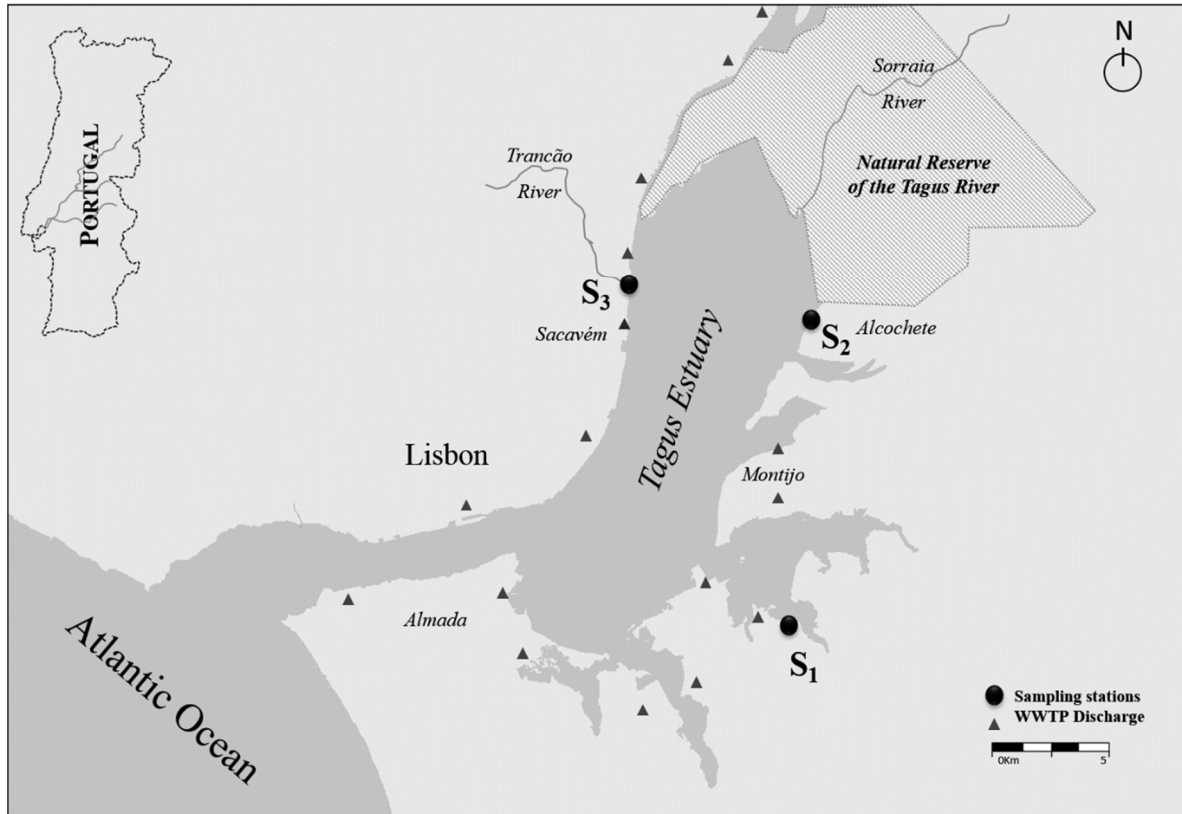 N
Sorraia
River
PORTUGAL
Trancão
River
Natural Reserve
of the Tagus River
S3
Sacavém
S2
Alcochete
Tagus Estuary
Lisbon
Montijo
Almada
S1
Atlantic Ocean
Sampling stations
WWTP Discharge
0Km 5